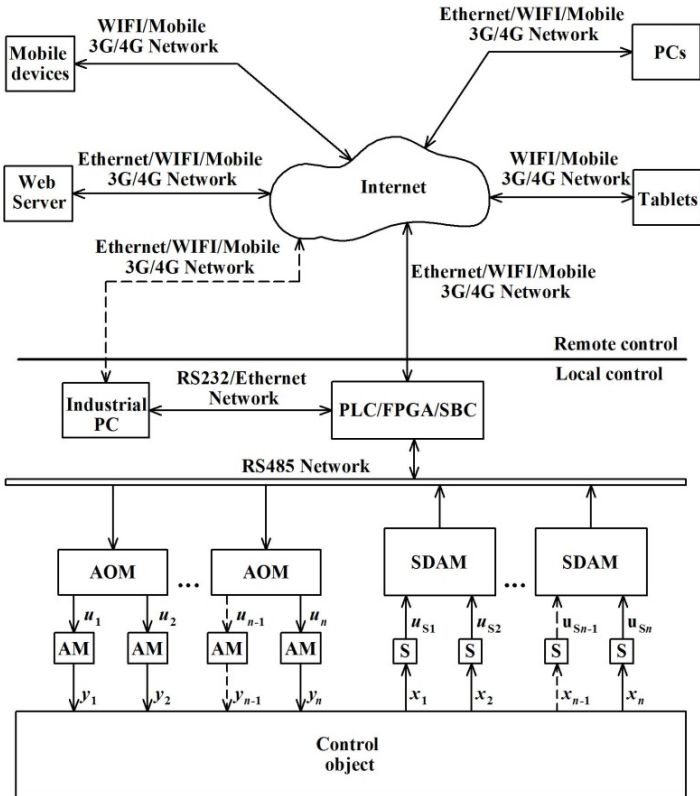 WIFI/Mobile
3G/4G Network
Ethernet/WIFI/Mobile
3G/4G Network
Mobile
devices
PCs
Ethernet/WIFI/Mobile
3G/4G Network
WIFI/Mobile
3G/4G Network
Web
Server
Internet
Tablets
Ethernet/WIFI/Mobile
3G/4G Network
Ethernet/WIFI/Mobile
3G/4G Network
Remote control
Local control
RS232/Ethernet
Network
Industrial
PC
PLC/FPGA/SBC
RS485 Network
AOM
...
AOM
SDAM
...
SDAM
u1
u2
un-1
un
uS1
uS2
uSn-1
uSn
AM
AM
AM
AM
S
S
S
S
y1
y2
yn-1
yn
x1
x2
xn-1
xn
Control
object